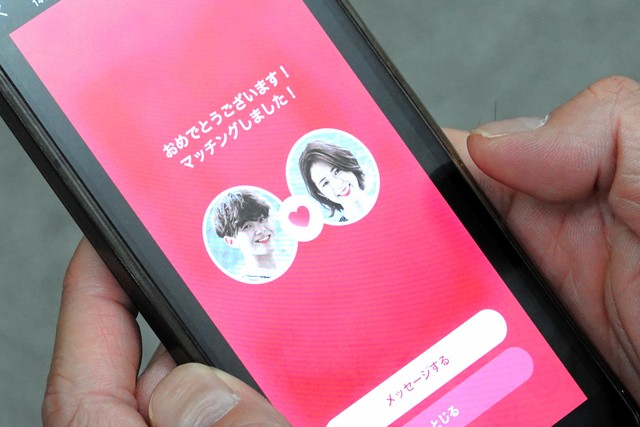 おめでとうございます！
マッチングしました！
メッセージする
とじる